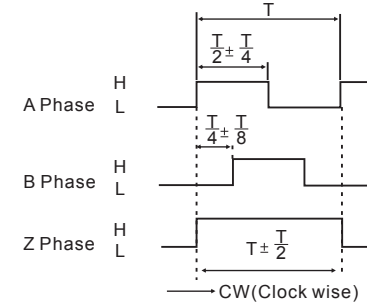 T
T/2 ± T/4
H
A Phase L
T/4 ± T/8
H
B Phase L
H
Z Phase L
T ± T/2
CW(Clock wise)